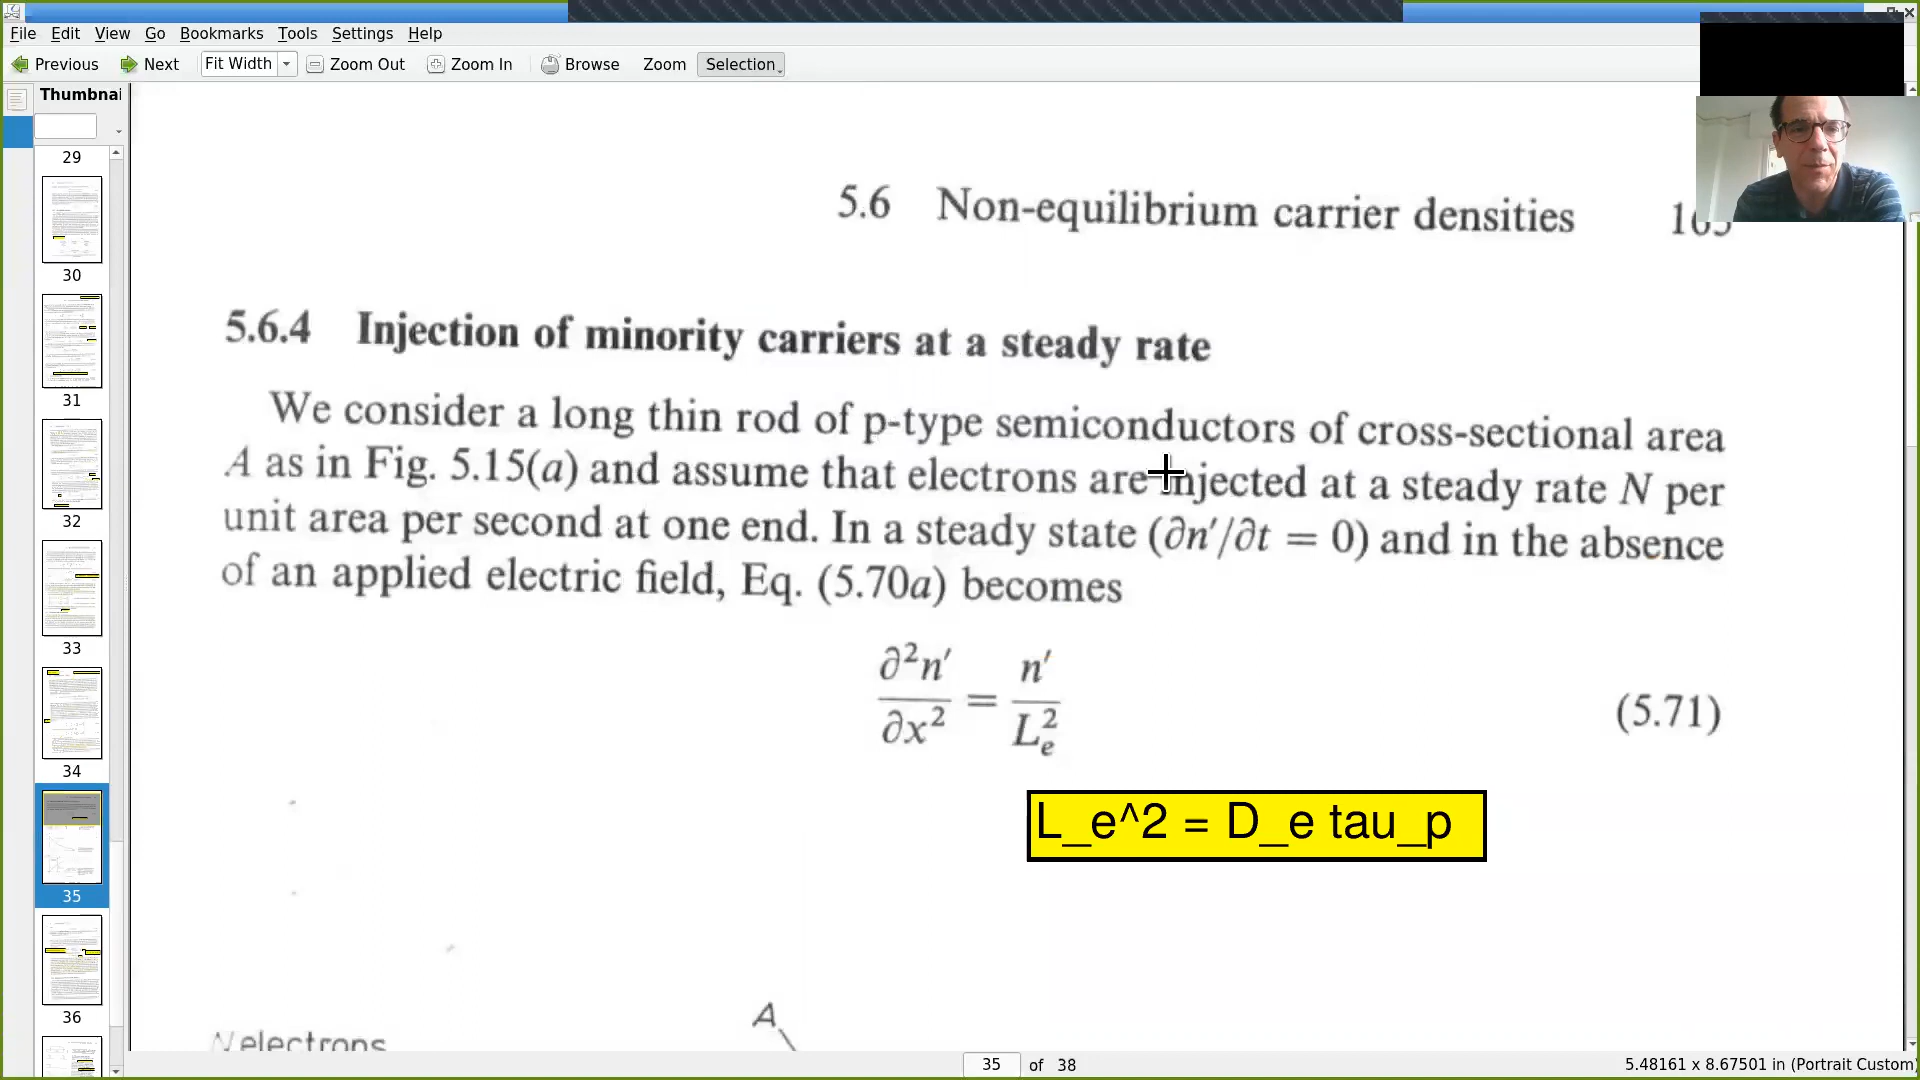 File Edit View Go Bookmarks Tools Settings Help
Previous Next Fit Width Zoom Out Zoom In Browse Zoom Selection
Thumbnai
29
30
31
32
33
34
35
36
5.6 Non-equilibrium carrier densities
5.6.4 Injection of minority carriers at a steady rate
We consider a long thin rod of p-type semiconductors of cross-sectional area
A as in Fig. 5.15(a) and assume that electrons are injected at a steady rate N per
unit area per second at one end. In a steady state (∂n′/∂t = 0) and in the absence
of an applied electric field, Eq. (5.70a) becomes
∂²n′/∂x² = n′/Lₑ² (5.71)
L_e^2 = D_e tau_p
A
N electrons
35 of 38
5.48161 x 8.67501 in (Portrait Custom)